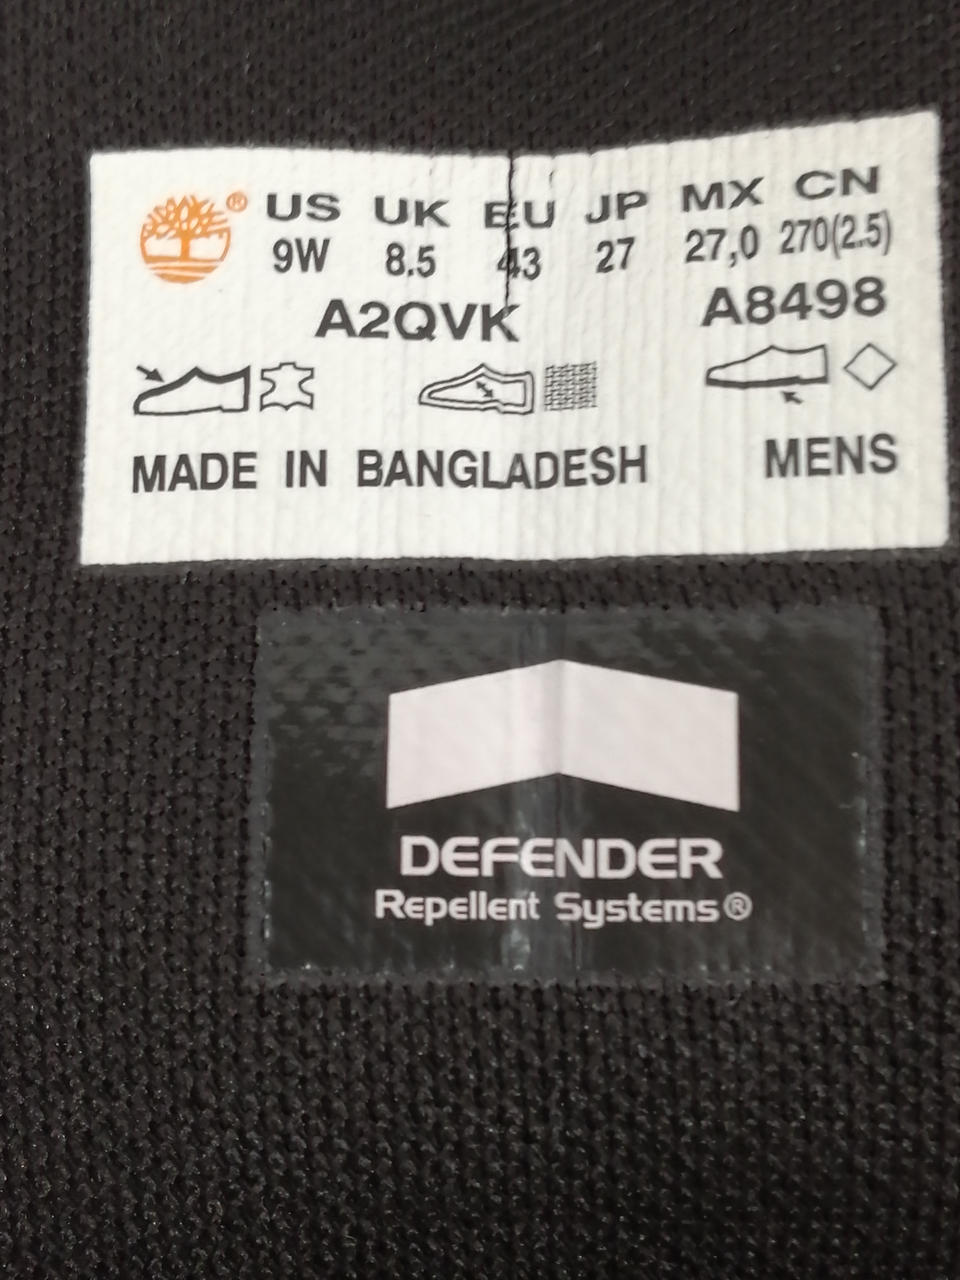 ® US UK EU JP MX CN
9W 8.5 43 27 27,0 270(2.5)
A2QVK A8498
MADE IN BANGLADESH MENS
DEFENDER
Repellent Systems®